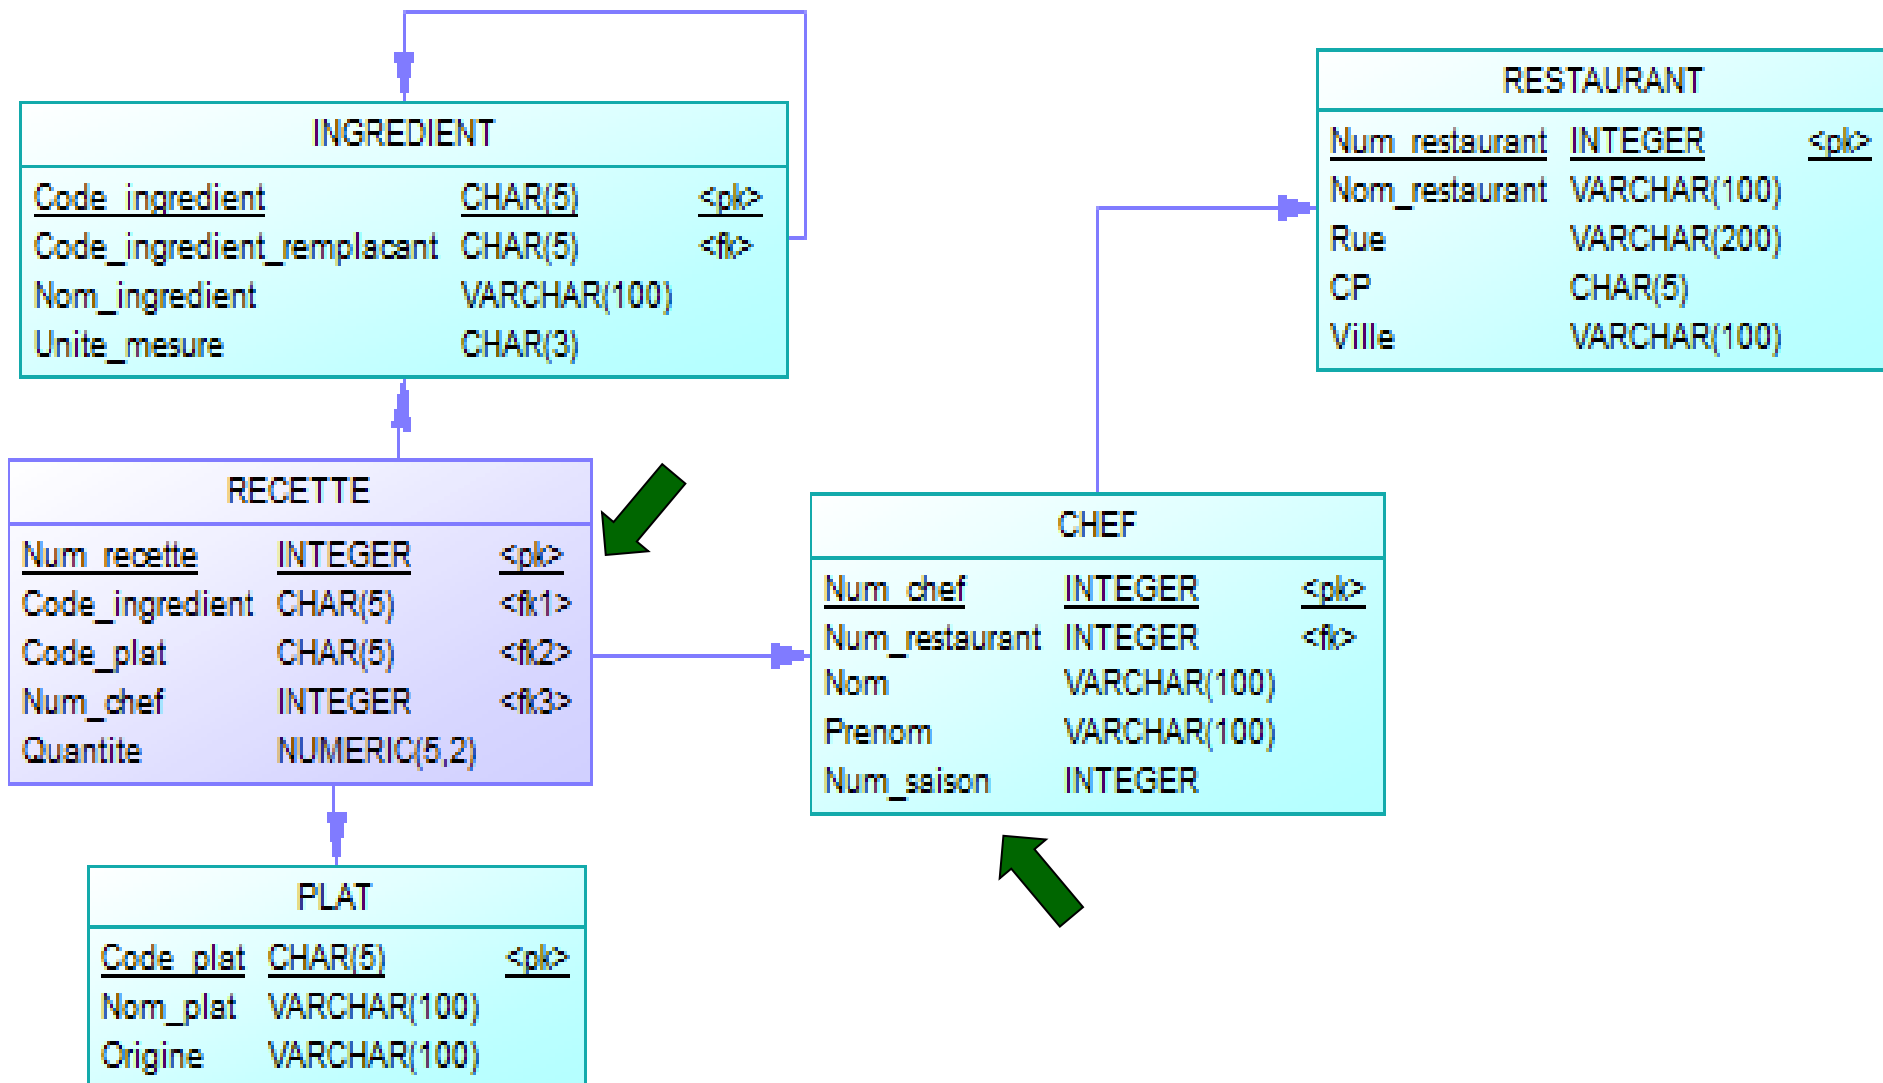 INGREDIENT
Code_ingredient CHAR(5) <pk>
Code_ingredient_remplacant CHAR(5) <fk>
Nom_ingredient VARCHAR(100)
Unite_mesure CHAR(3)
RESTAURANT
Num_restaurant INTEGER <pk>
Nom_restaurant VARCHAR(100)
Rue VARCHAR(200)
CP CHAR(5)
Ville VARCHAR(100)
RECETTE
Num_recette INTEGER <pk>
Code_ingredient CHAR(5) <fk1>
Code_plat CHAR(5) <fk2>
Num_chef INTEGER <fk3>
Quantite NUMERIC(5,2)
CHEF
Num_chef INTEGER <pk>
Num_restaurant INTEGER <fk>
Nom VARCHAR(100)
Prenom VARCHAR(100)
Num_saison INTEGER
PLAT
Code_plat CHAR(5) <pk>
Nom_plat VARCHAR(100)
Origine VARCHAR(100)